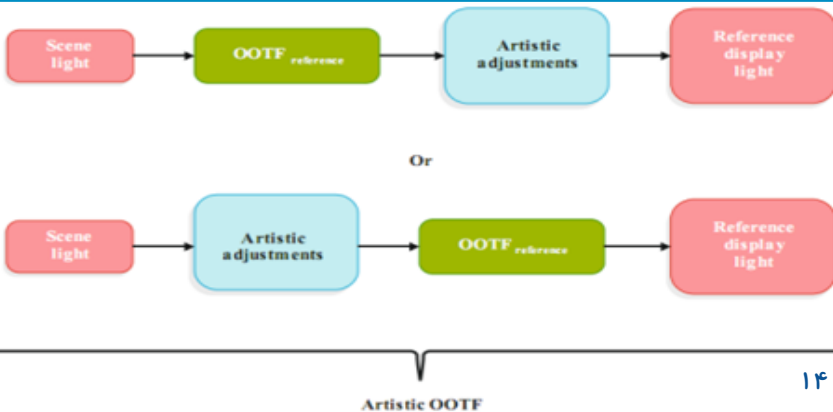 Scene
light
OOTF reference
Artistic
adjustments
Reference
display
light
Or
Scene
light
Artistic
adjustments
OOTF reference
Reference
display
light
Artistic OOTF
۱۴